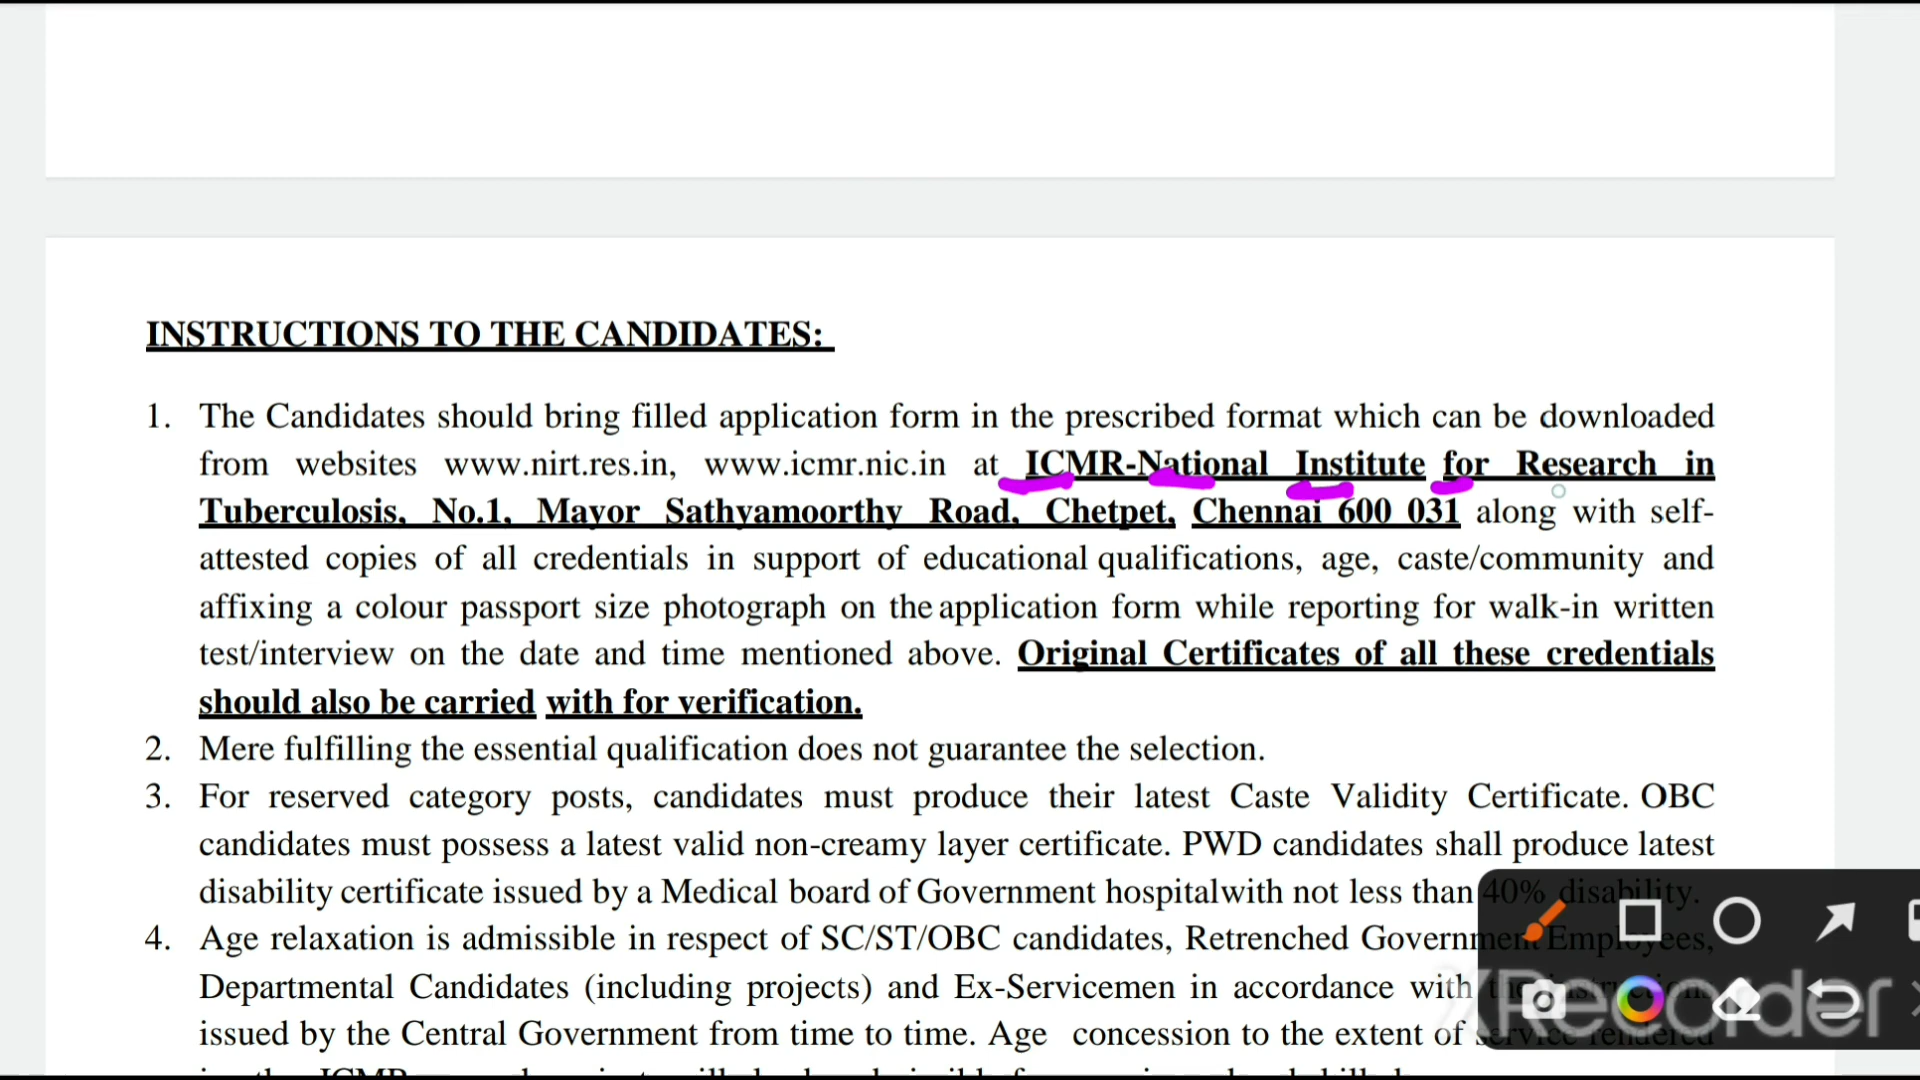 INSTRUCTIONS TO THE CANDIDATES:
1. The Candidates should bring filled application form in the prescribed format which can be downloaded
from websites www.nirt.res.in, www.icmr.nic.in at ICMR-National Institute for Research in
Tuberculosis, No.1, Mayor Sathyamoorthy Road, Chetpet, Chennai 600 031 along with self-
attested copies of all credentials in support of educational qualifications, age, caste/community and
affixing a colour passport size photograph on the application form while reporting for walk-in written
test/interview on the date and time mentioned above. Original Certificates of all these credentials
should also be carried with for verification.
2. Mere fulfilling the essential qualification does not guarantee the selection.
3. For reserved category posts, candidates must produce their latest Caste Validity Certificate. OBC
candidates must possess a latest valid non-creamy layer certificate. PWD candidates shall produce latest
disability certificate issued by a Medical board of Government hospitalwith not less than 40% disability.
4. Age relaxation is admissible in respect of SC/ST/OBC candidates, Retrenched Government Employees,
Departmental Candidates (including projects) and Ex-Servicemen in accordance with
issued by the Central Government from time to time. Age concession to the extent of service rendered
XRecorder